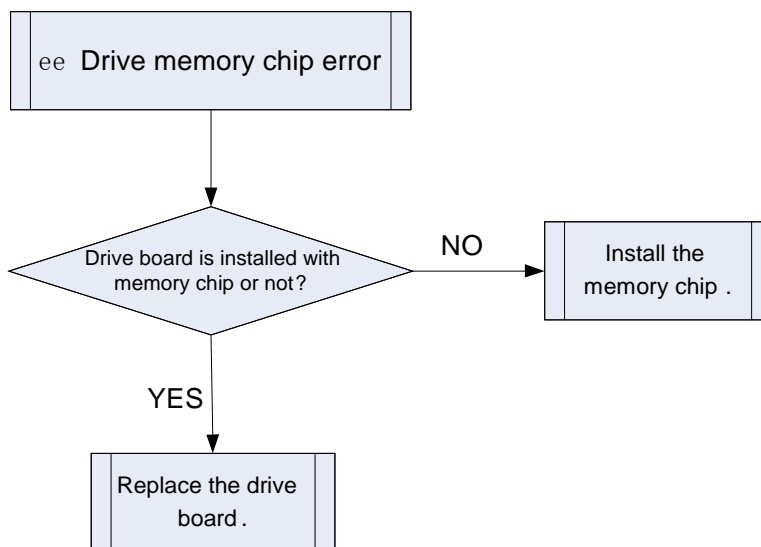 ee Drive memory chip error
Drive board is installed with
memory chip or not?
NO
Install the
memory chip .
YES
Replace the drive
board .